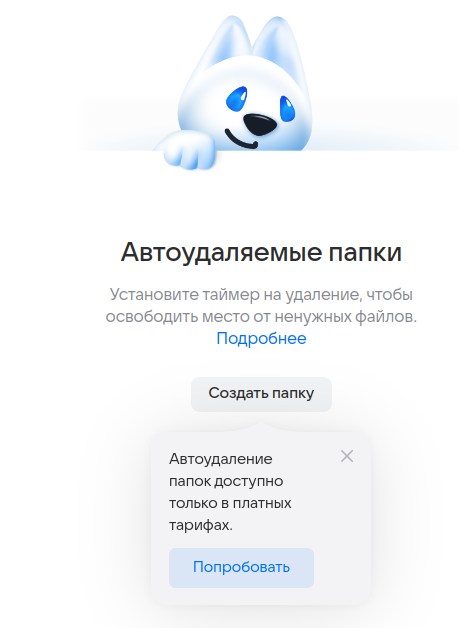 Автоудаляемые папки
Установите таймер на удаление, чтобы
освободить место от ненужных файлов.
Подробнее
Создать папку
Автоудаление
папок доступно
только в платных
тарифах.
Попробовать